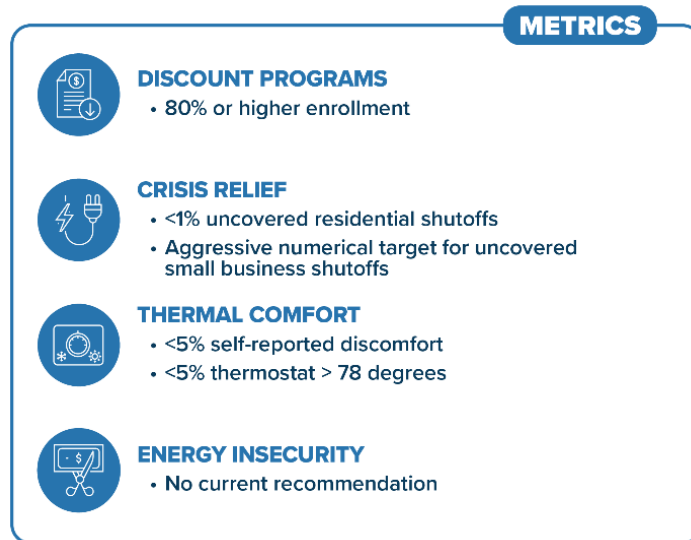 METRICS
DISCOUNT PROGRAMS
• 80% or higher enrollment
CRISIS RELIEF
• <1% uncovered residential shutoffs
• Aggressive numerical target for uncovered
small business shutoffs
THERMAL COMFORT
• <5% self-reported discomfort
• <5% thermostat > 78 degrees
ENERGY INSECURITY
• No current recommendation